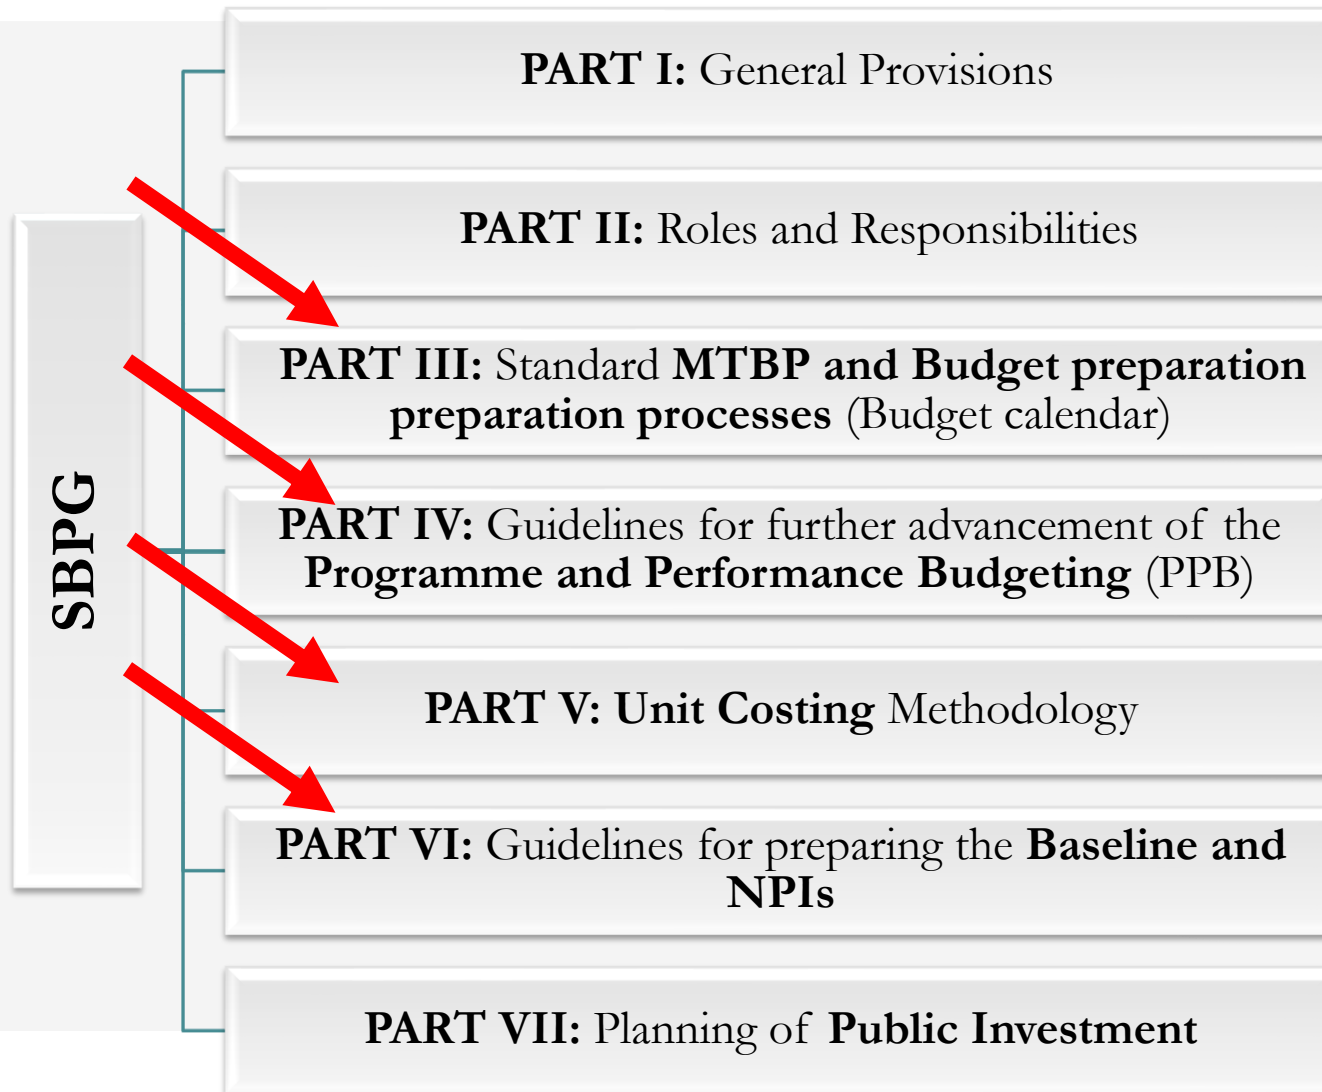 SBPG
PART I: General Provisions
PART II: Roles and Responsibilities
PART III: Standard MTBP and Budget preparation
preparation processes (Budget calendar)
PART IV: Guidelines for further advancement of the
Programme and Performance Budgeting (PPB)
PART V: Unit Costing Methodology
PART VI: Guidelines for preparing the Baseline and
NPIs
PART VII: Planning of Public Investment